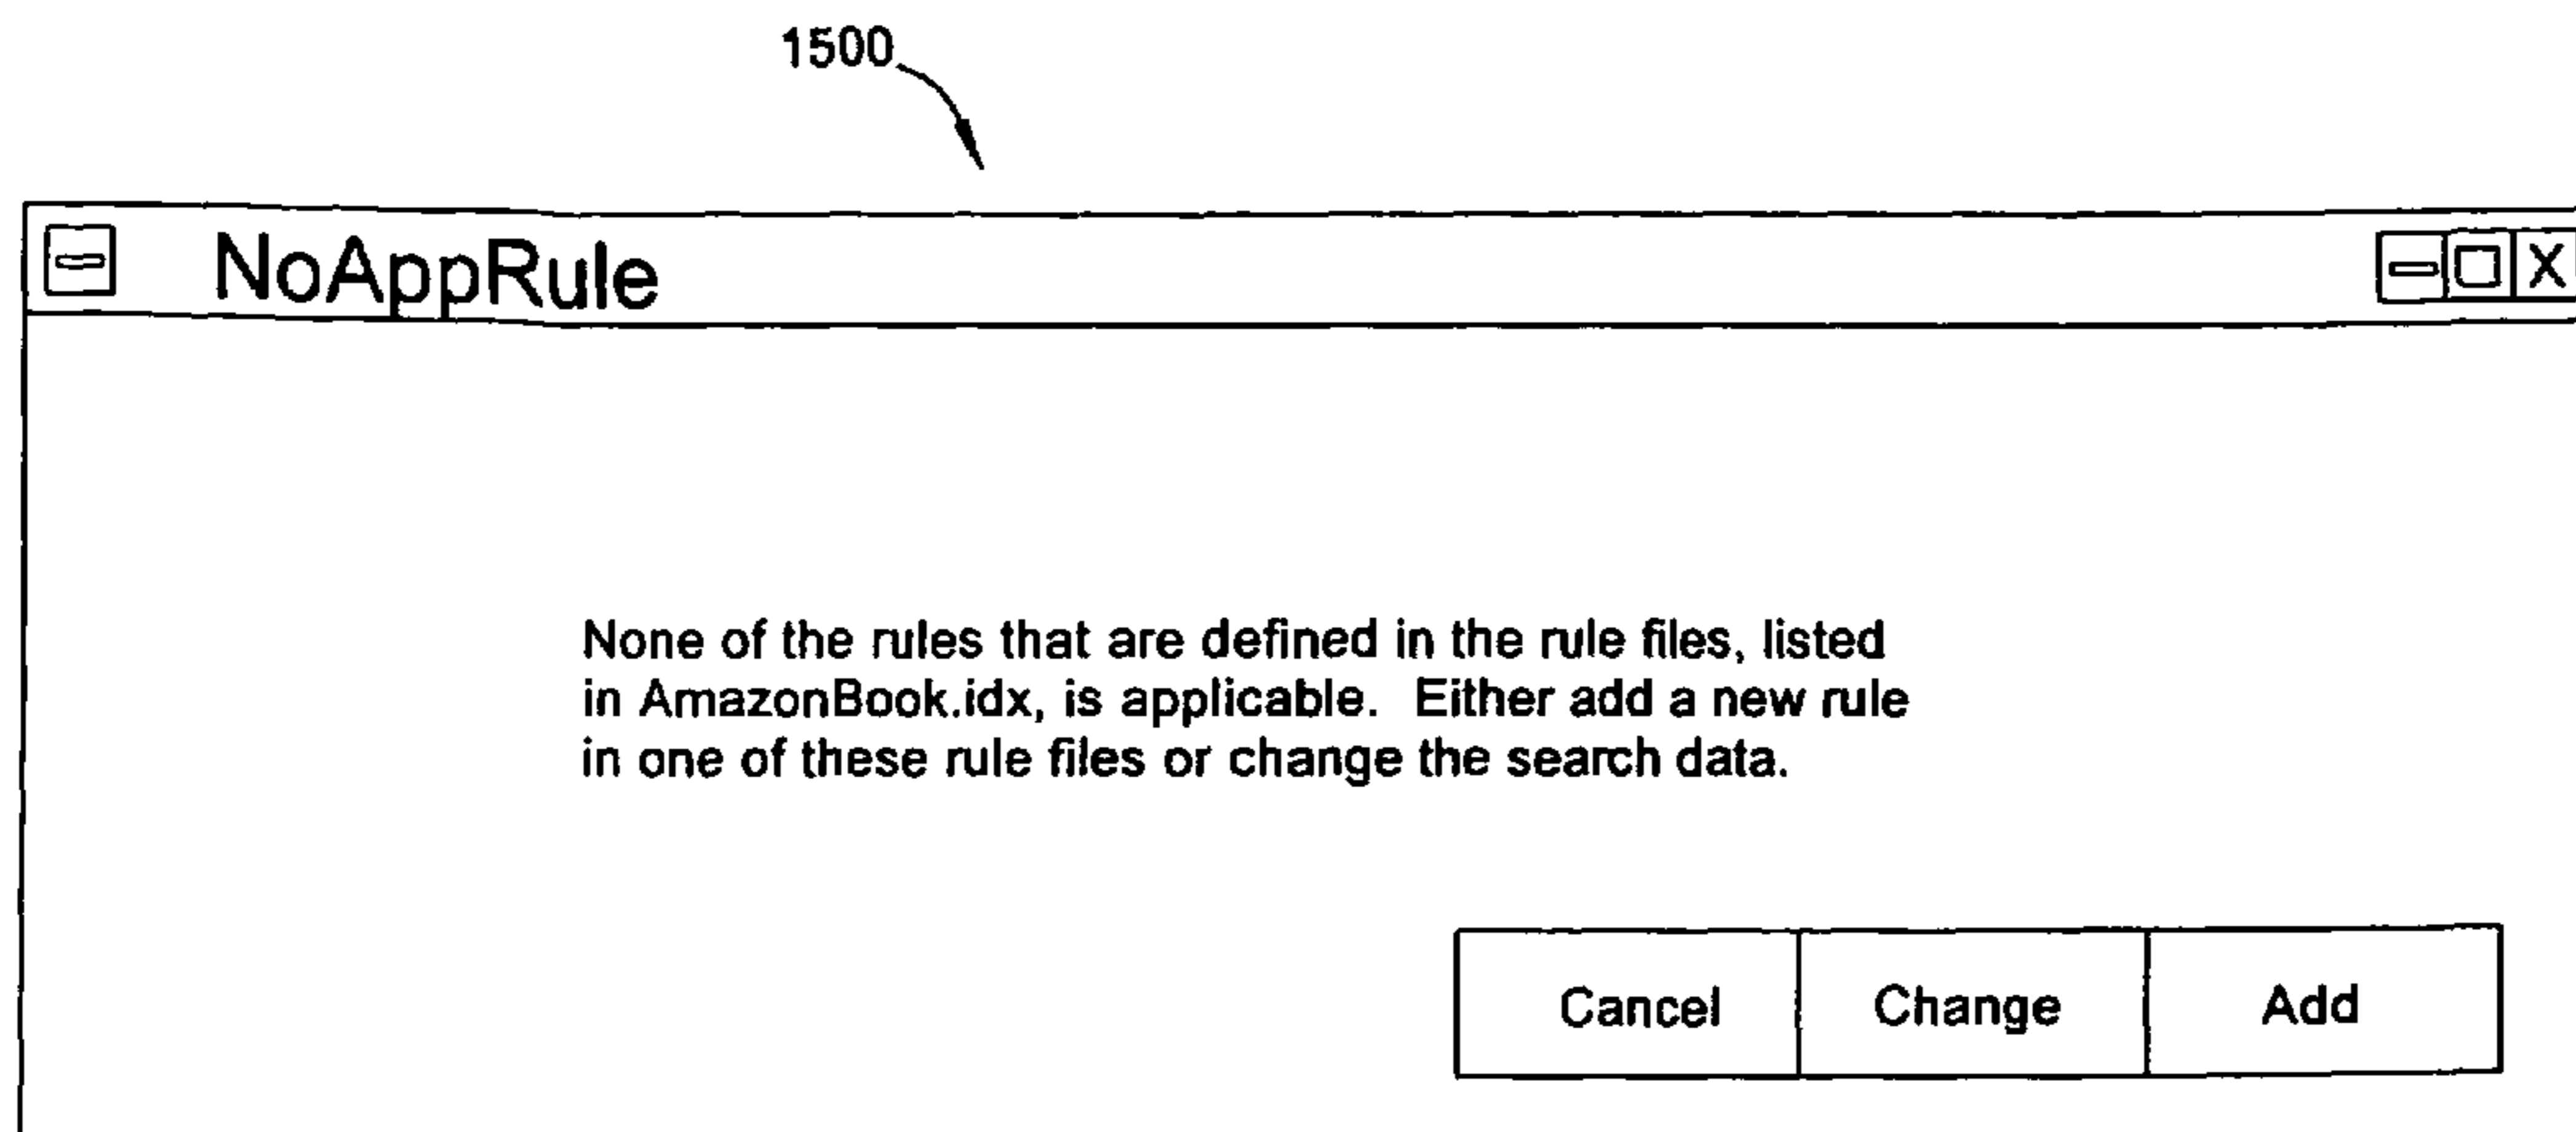 1500
NoAppRule
X
None of the rules that are defined in the rule files, listed
in AmazonBook.idx, is applicable.  Either add a new rule
in one of these rule files or change the search data.
Cancel Change Add